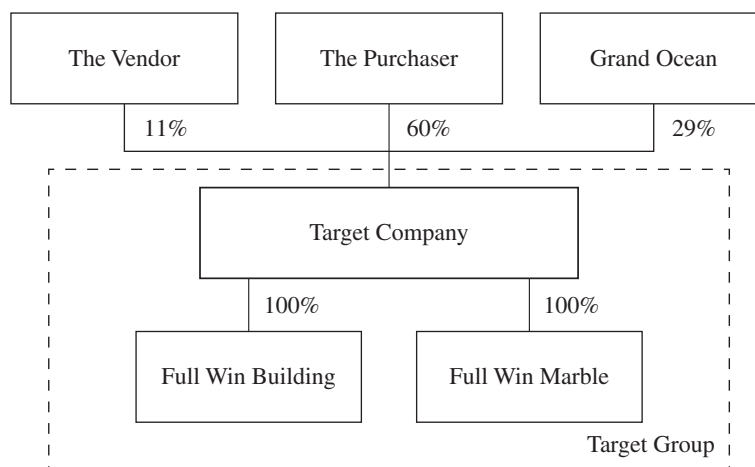 The Vendor
The Purchaser
Grand Ocean
11%
60%
29%
Target Company
100%
100%
Full Win Building
Full Win Marble
Target Group